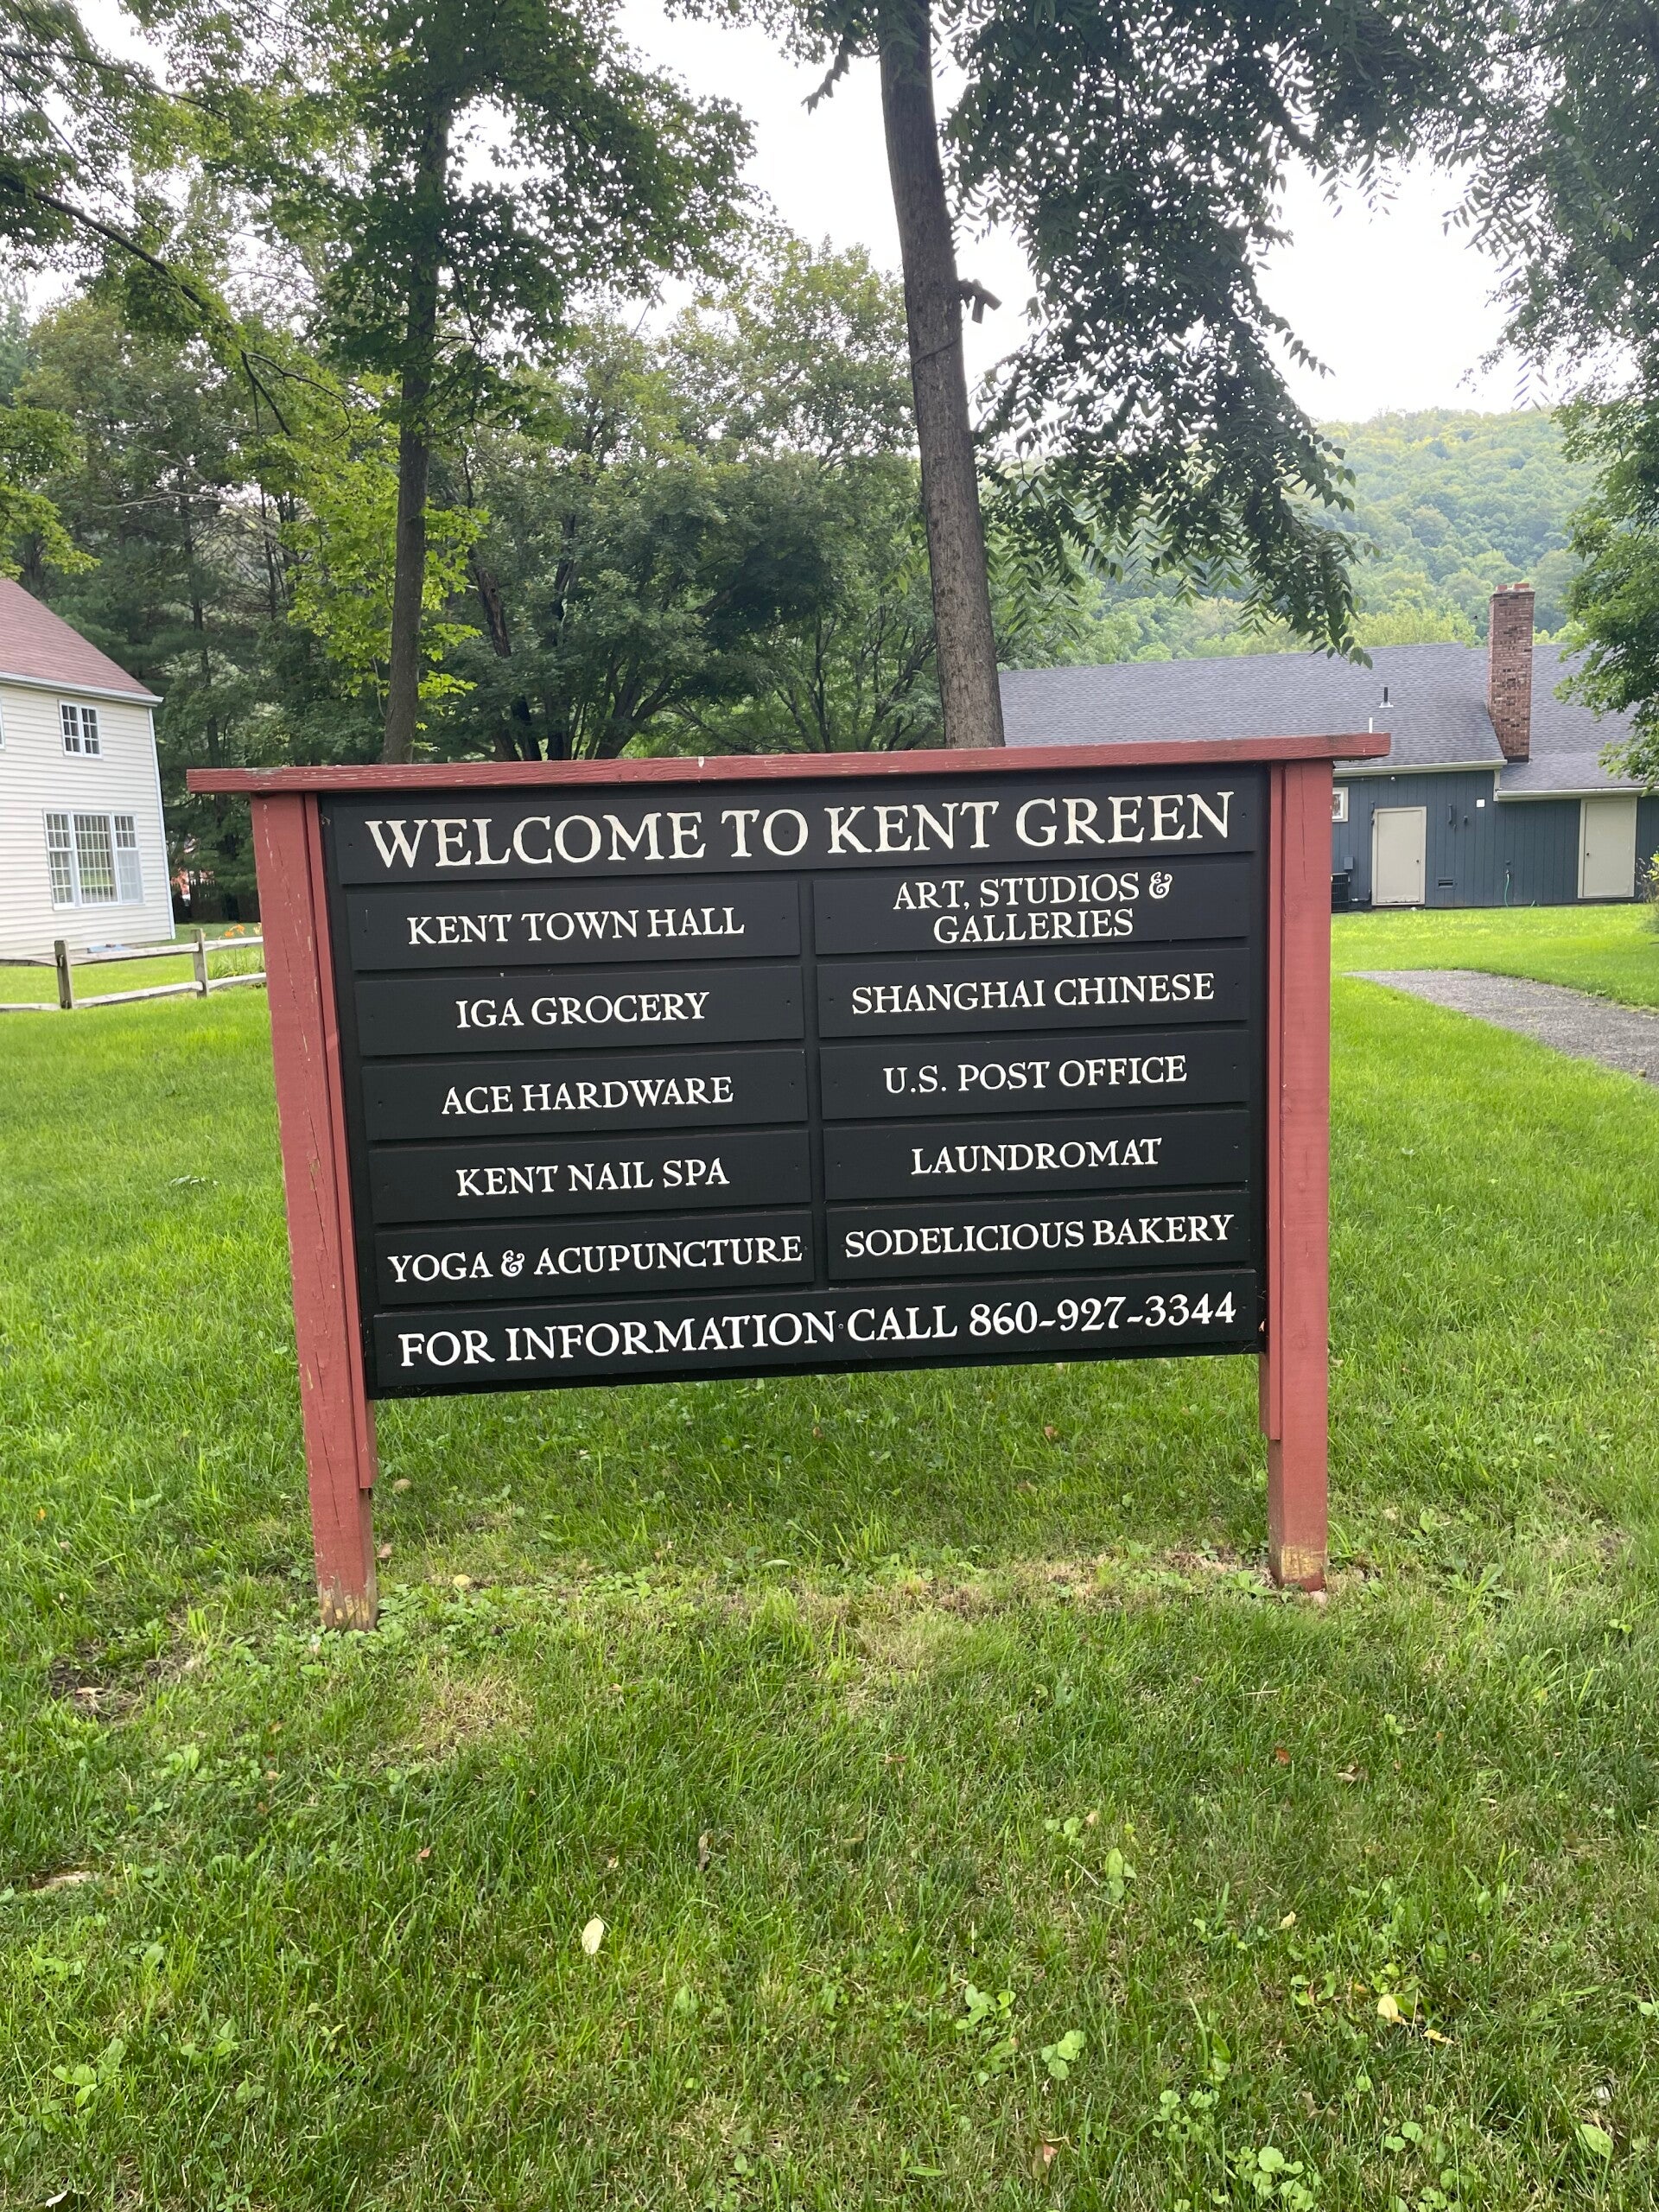 WELCOME TO KENT GREEN
KENT TOWN HALL
ART, STUDIOS &
GALLERIES
IGA GROCERY
SHANGHAI CHINESE
ACE HARDWARE
U.S. POST OFFICE
KENT NAIL SPA
LAUNDROMAT
YOGA & ACUPUNCTURE
SODELICIOUS BAKERY
FOR INFORMATION CALL 860-927-3344